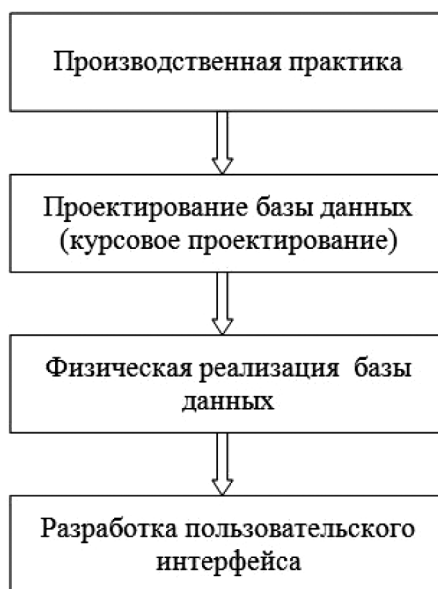 Производственная практика
Проектирование базы данных
(курсовое проектирование)
Физическая реализация базы
данных
Разработка пользовательского
интерфейса